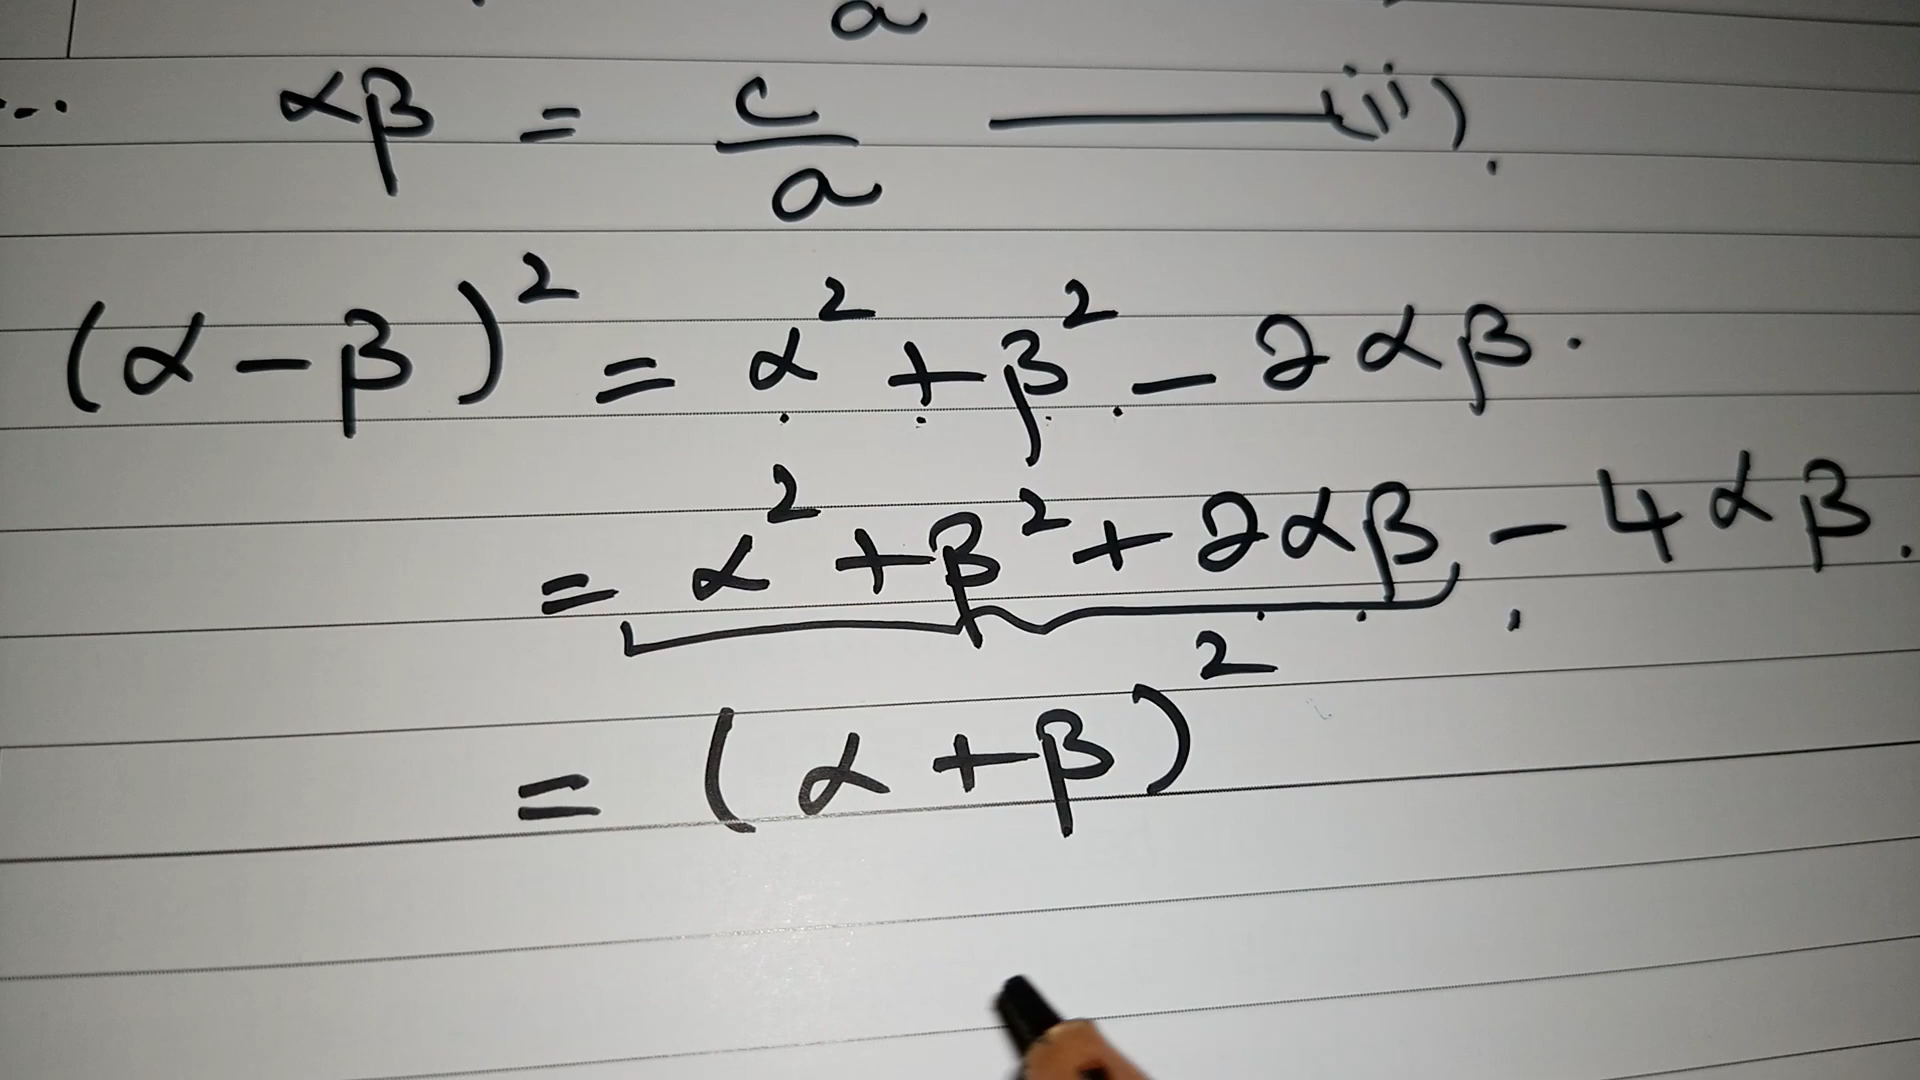 a
... αβ = c/a ——— (ii).
(α - β)² = α² + β² - 2αβ.
= α² + β² + 2αβ - 4αβ.
= (α + β)²